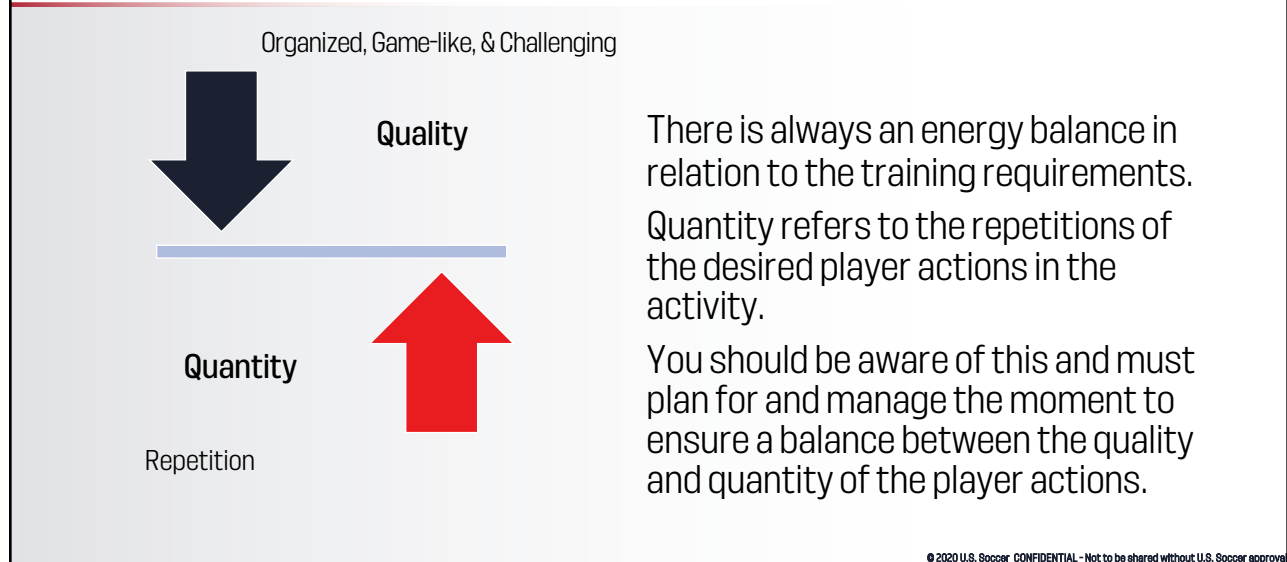 Organized, Game-like, & Challenging
Quality
Quantity
Repetition
There is always an energy balance in
relation to the training requirements.
Quantity refers to the repetitions of
the desired player actions in the
activity.
You should be aware of this and must
plan for and manage the moment to
ensure a balance between the quality
and quantity of the player actions.
© 2020 U.S. Soccer CONFIDENTIAL - Not to be shared without U.S. Soccer approval